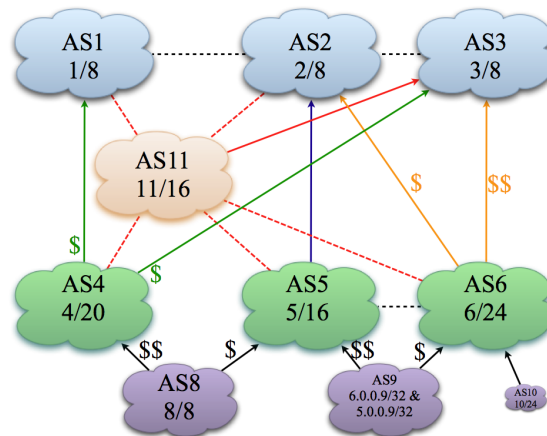 AS1
1/8
AS2
2/8
AS3
3/8
AS11
11/16
$
$$
$
$
AS4
4/20
AS5
5/16
AS6
6/24
$$
$
$$
$
AS8
8/8
AS9
6.0.0.9/32 &
5.0.0.9/32
AS10
10/24